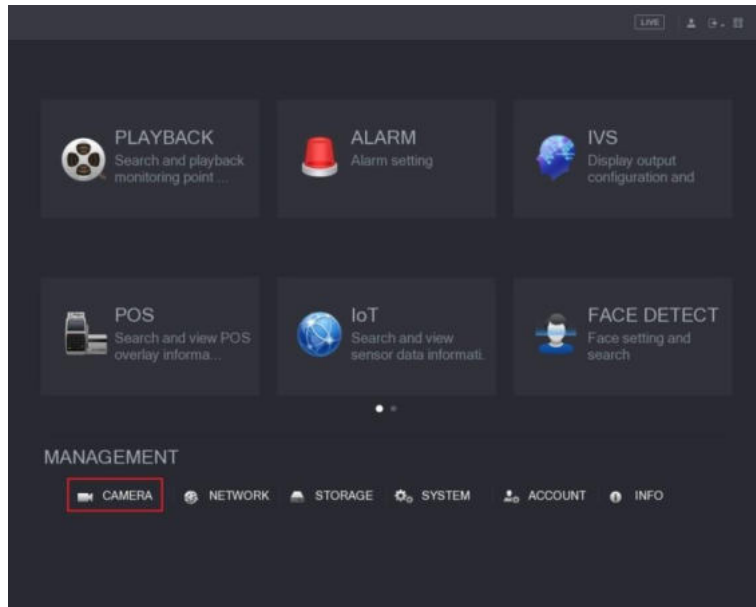 LIVE
PLAYBACK
Search and playback
monitoring point ...
ALARM
Alarm setting
IVS
Display output
configuration and
POS
Search and view POS
overlay informa...
IoT
Search and view
sensor data informati.
FACE DETECT
Face setting and
search
MANAGEMENT
CAMERA NETWORK STORAGE SYSTEM ACCOUNT INFO